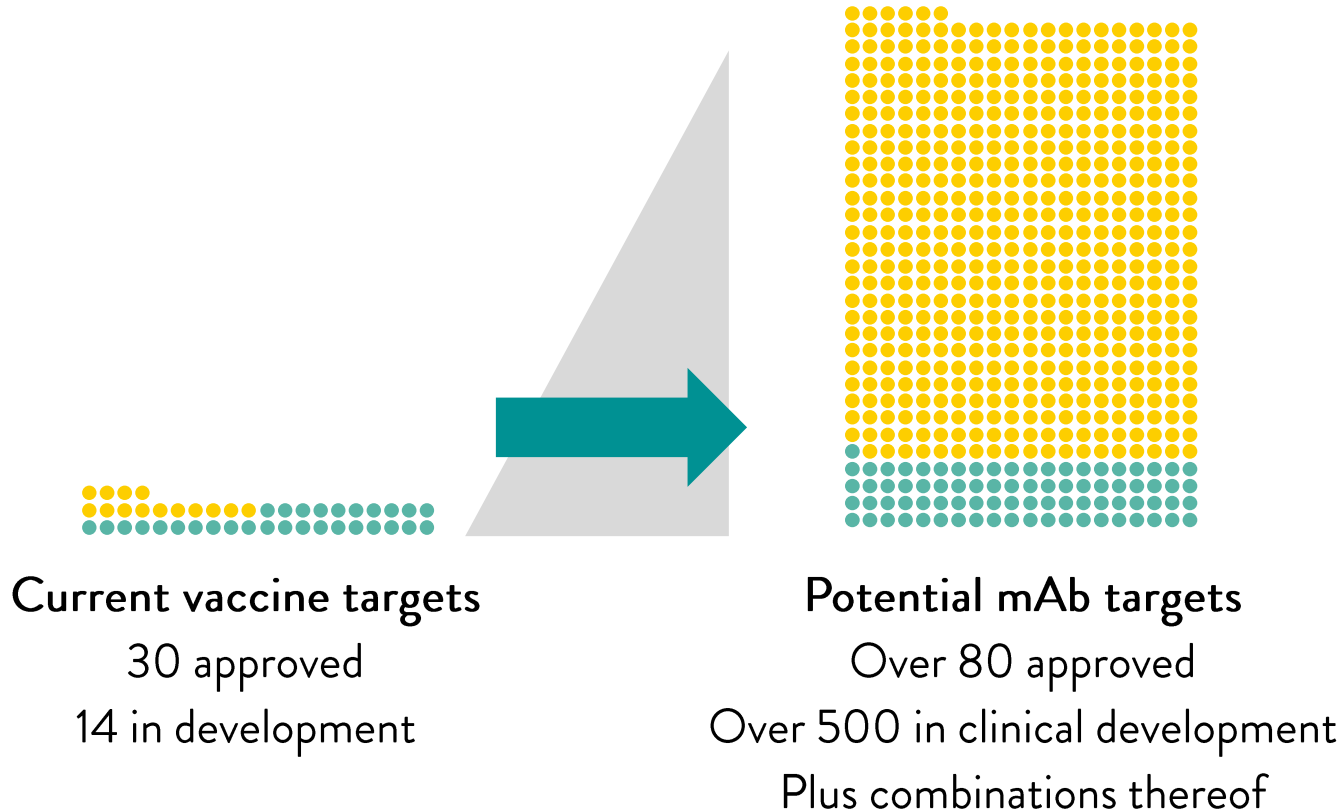 Current vaccine targets
30 approved
14 in development
Potential mAb targets
Over 80 approved
Over 500 in clinical development
Plus combinations thereof